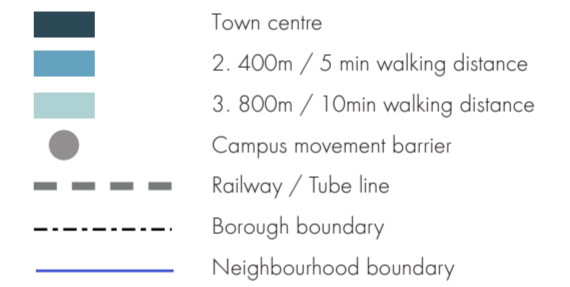 Town centre
2. 400m / 5 min walking distance
3. 800m / 10min walking distance
Campus movement barrier
Railway / Tube line
Borough boundary
Neighbourhood boundary